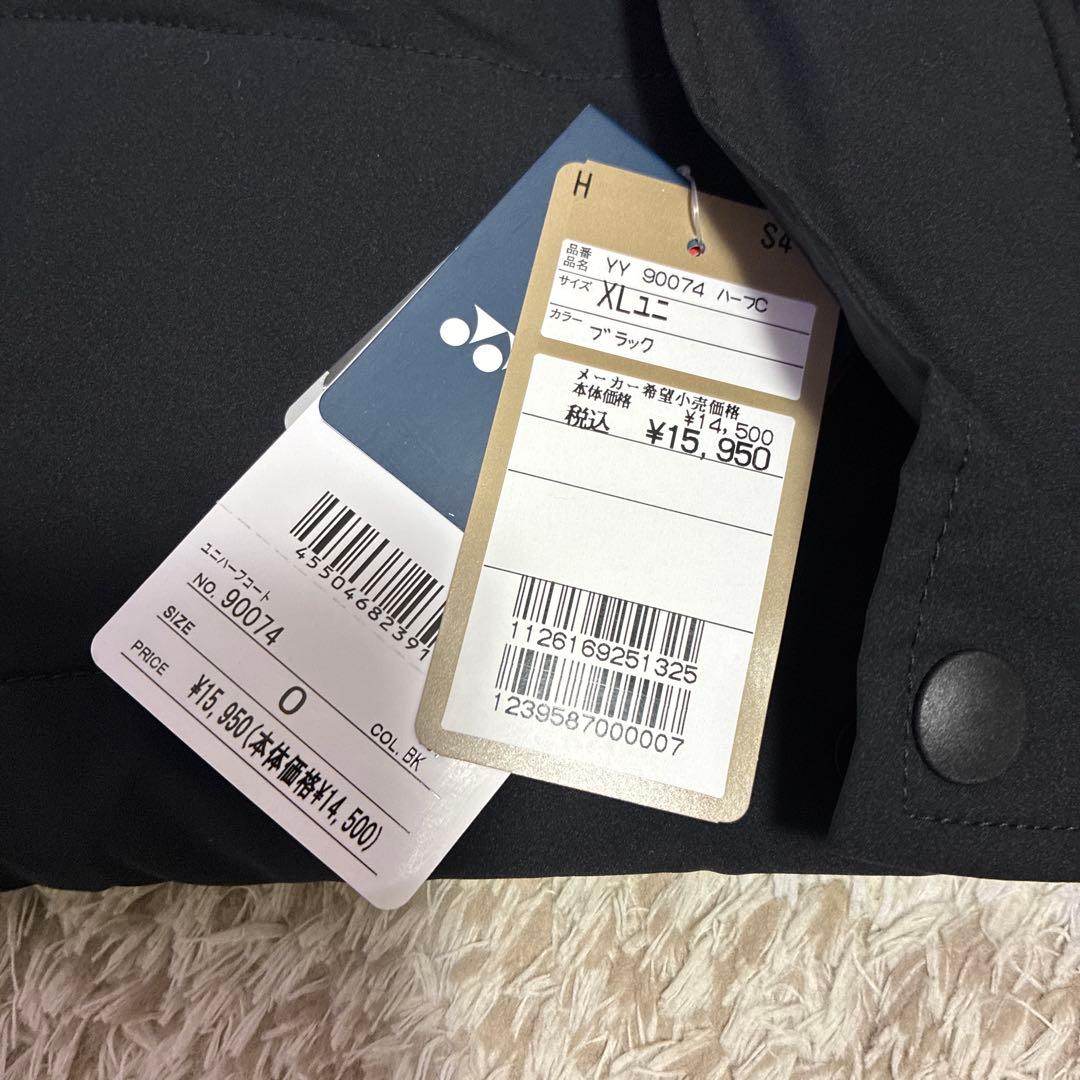 H
S4
品番
品名 YY 90074 ハーフC
サイズ XLユニ
カラー ブラック
メーカー希望小売価格
本体価格 ¥14,500
税込 ¥15,950
1126169251325
1239587000007
455046823917
ユニハーフコート
NO. 90074
SIZE 0 COL. BK
PRICE ¥15,950(本体価格¥14,500)